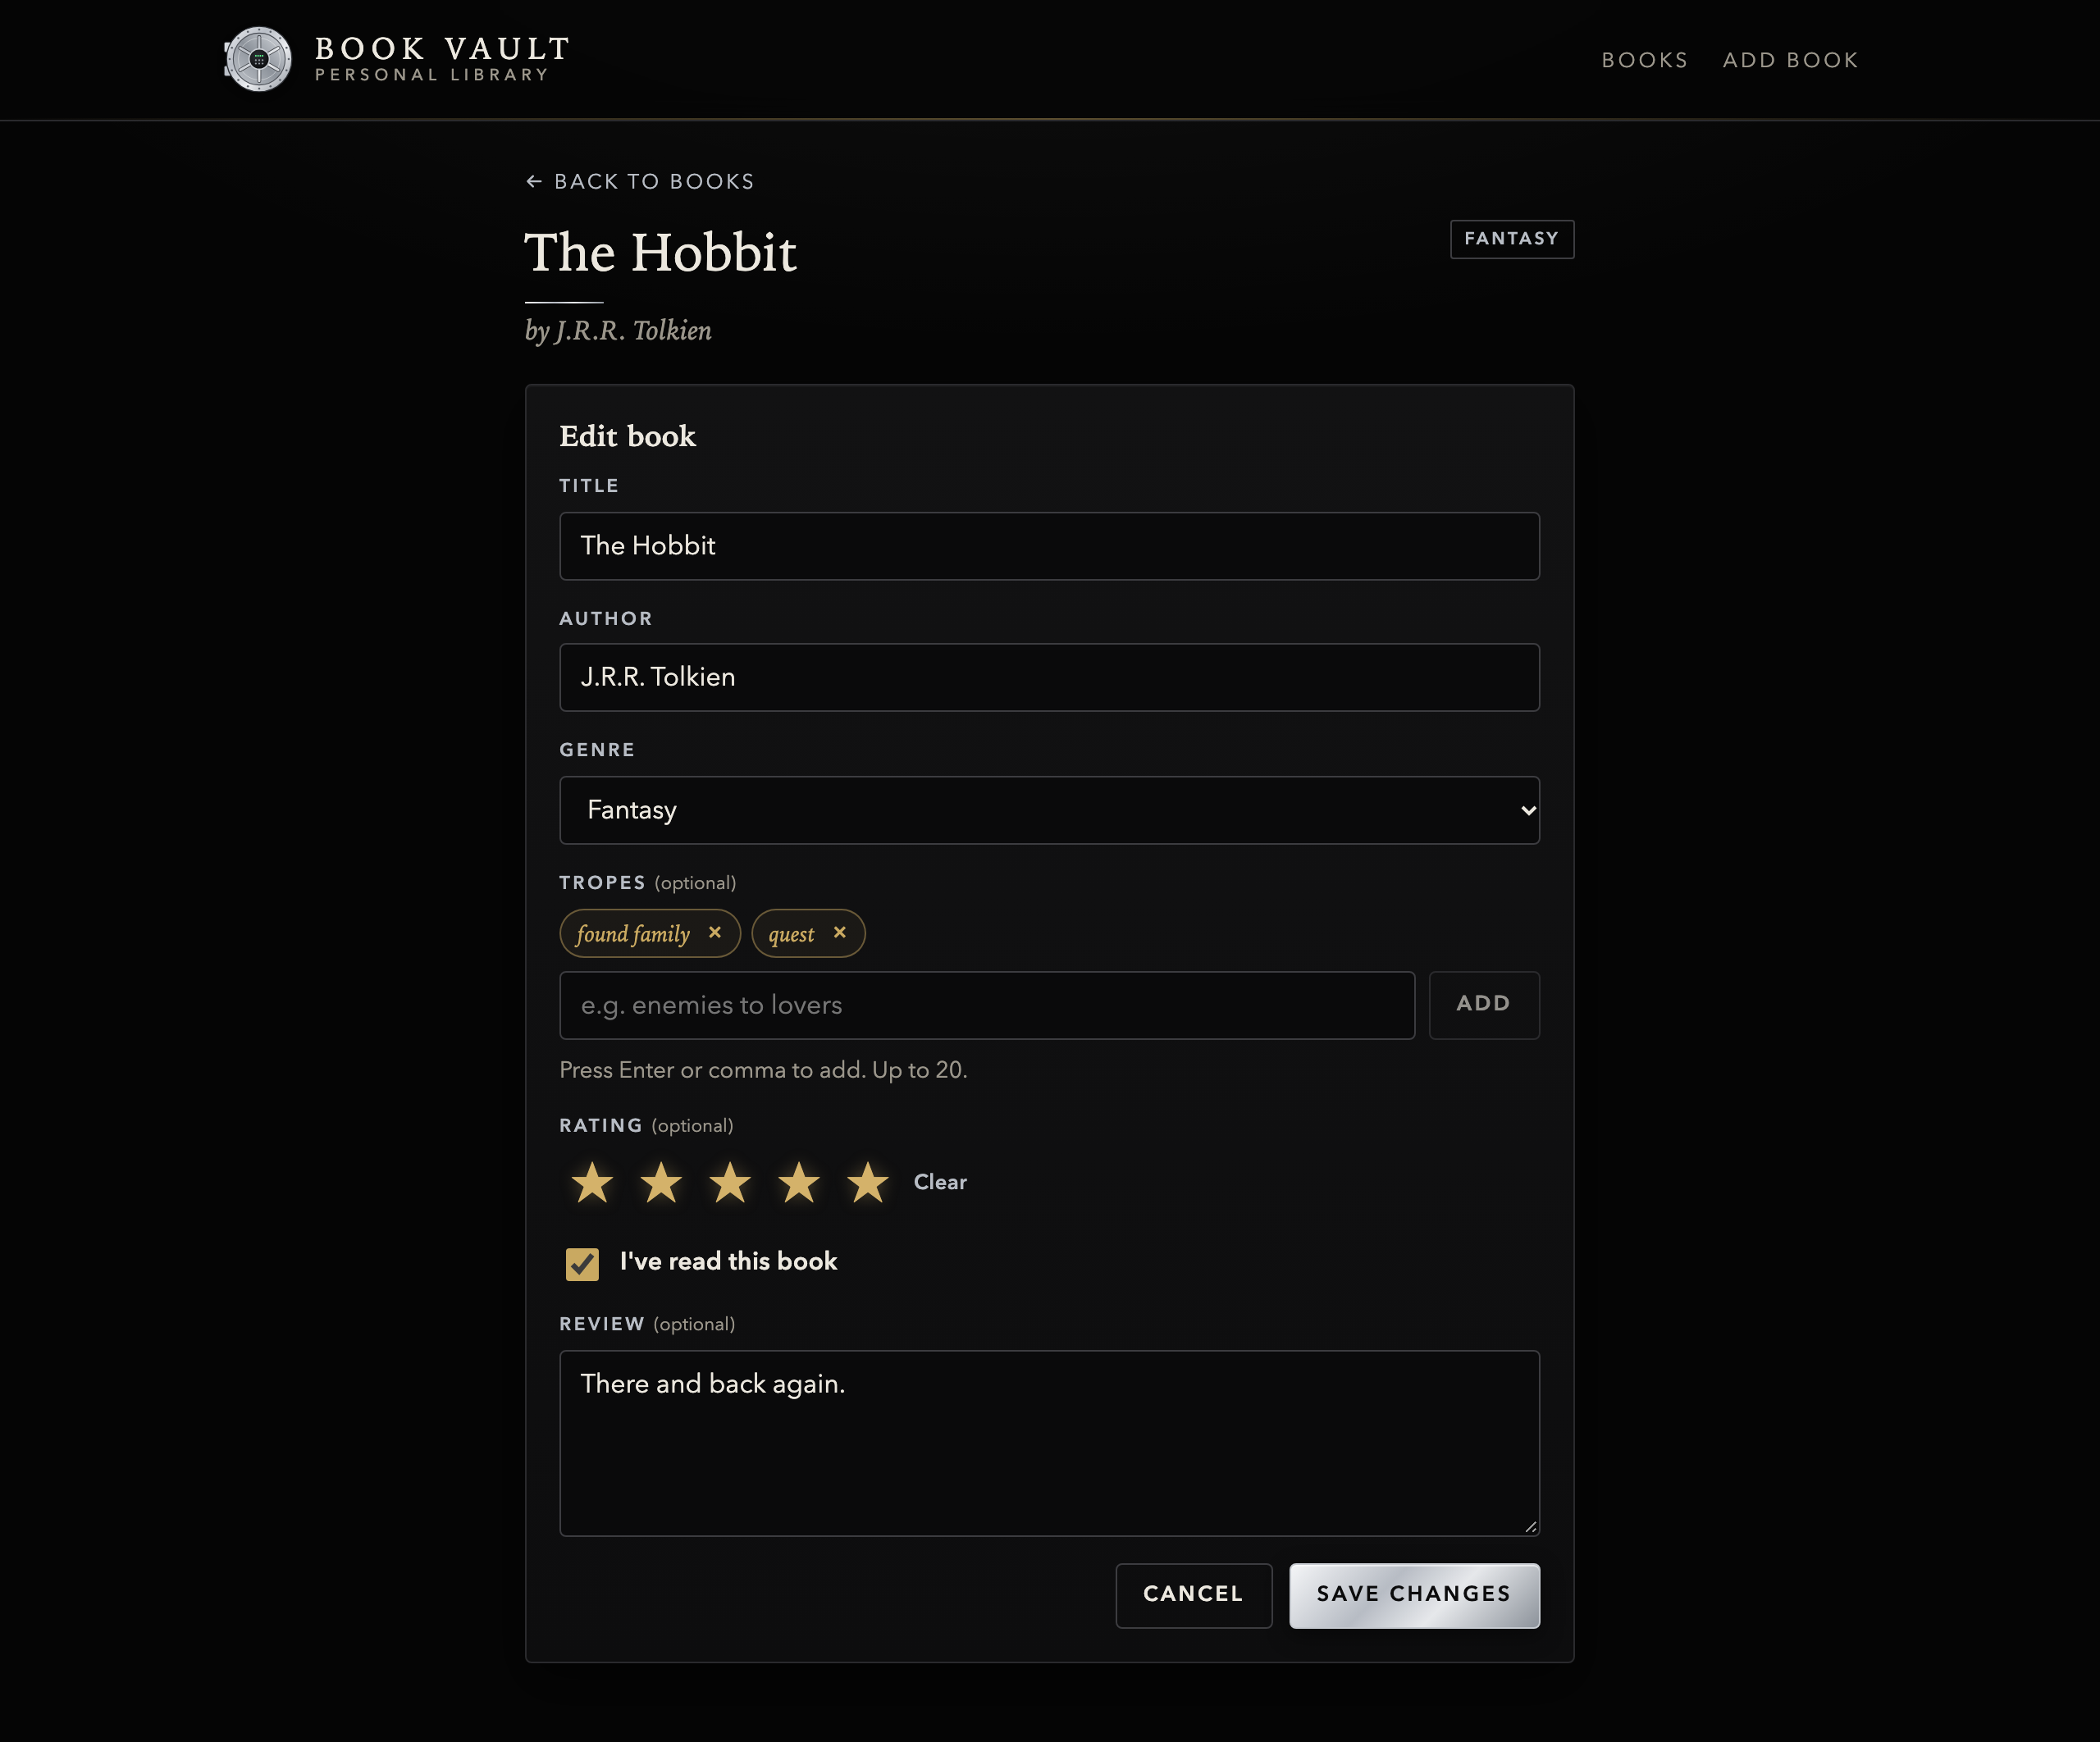 BOOK VAULT
PERSONAL LIBRARY
BOOKS ADD BOOK
← BACK TO BOOKS
The Hobbit
FANTASY
by J.R.R. Tolkien
Edit book
TITLE
The Hobbit
AUTHOR
J.R.R. Tolkien
GENRE
Fantasy
TROPES (optional)
found family × quest ×
e.g. enemies to lovers ADD
Press Enter or comma to add. Up to 20.
RATING (optional)
★ ★ ★ ★ ★ Clear
I've read this book
REVIEW (optional)
There and back again.
CANCEL SAVE CHANGES